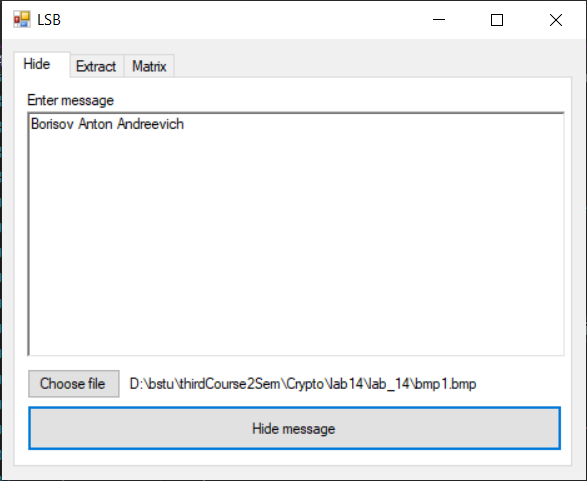 LSB
Hide Extract Matrix
Enter message
Borisov Anton Andreevich
Choose file D:\bstu\thirdCourse2Sem\Crypto\lab14\lab_14\bmp1.bmp
Hide message